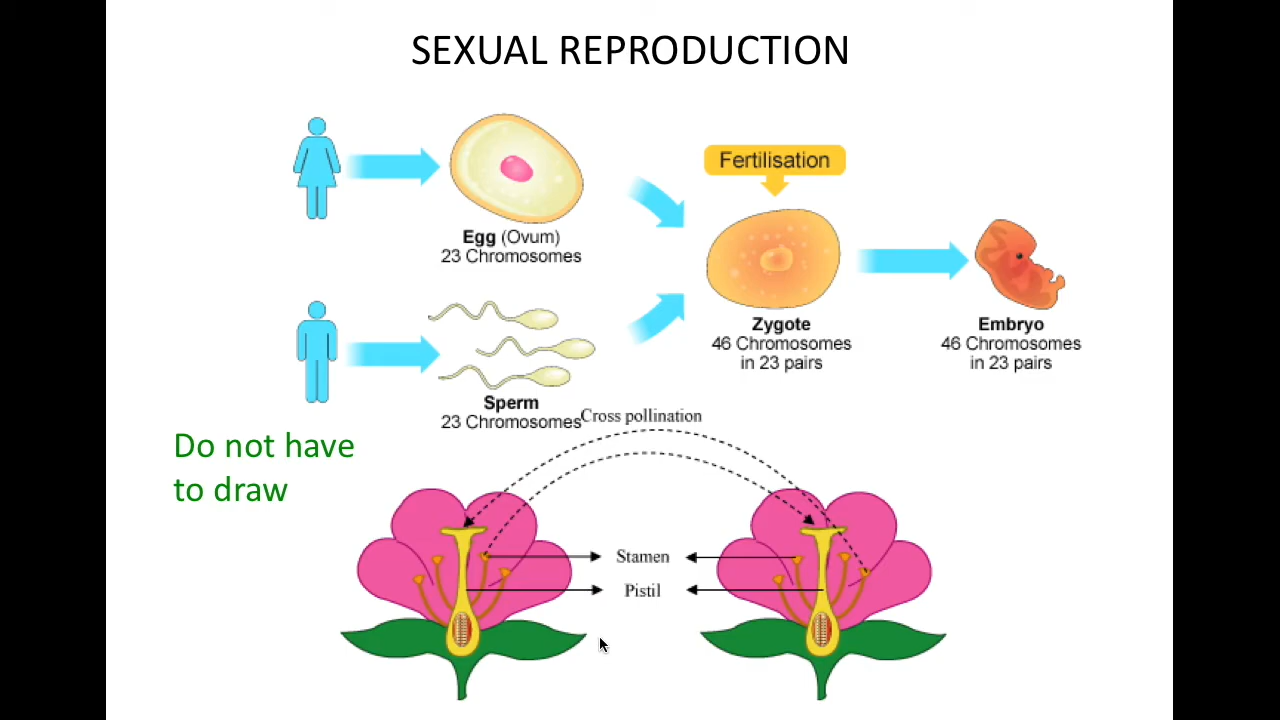 SEXUAL REPRODUCTION
Fertilisation
Egg (Ovum)
23 Chromosomes
Zygote
46 Chromosomes
in 23 pairs
Embryo
46 Chromosomes
in 23 pairs
Sperm
23 Chromosomes
Cross pollination
Do not have
to draw
Stamen
Pistil